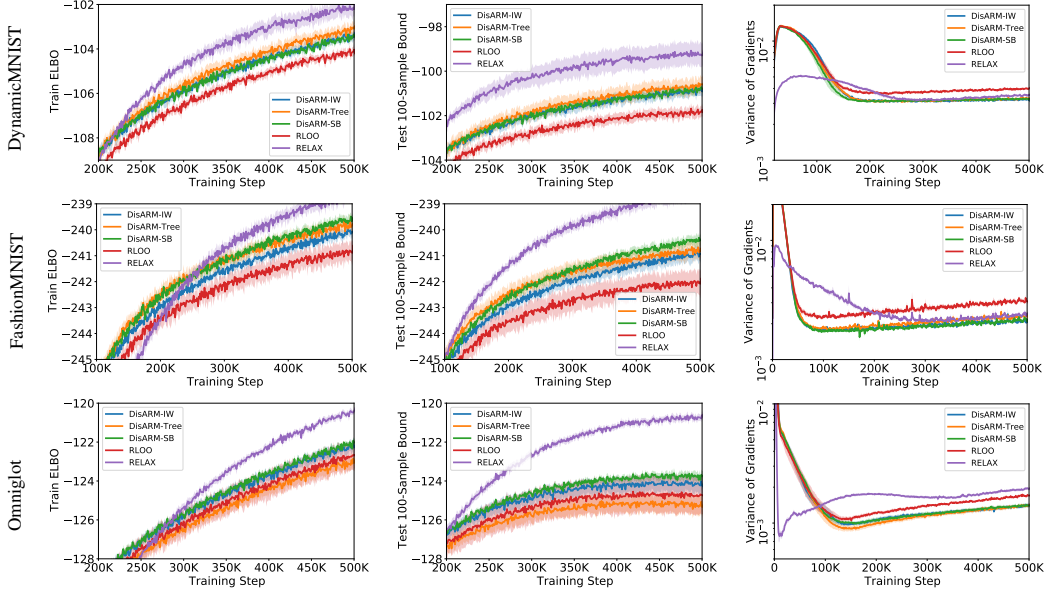 DynamicMNIST
Train ELBO
−102
−104
−106
−108
200K 250K 300K 350K 400K 450K 500K
Training Step
DisARM-IW
DisARM-Tree
DisARM-SB
RLOO
RELAX
Test 100-Sample Bound
−98
−100
−102
−104
200K 250K 300K 350K 400K 450K 500K
Training Step
DisARM-IW
DisARM-Tree
DisARM-SB
RLOO
RELAX
Variance of Gradients
10⁻²
10⁻³
100K 200K 300K 400K 500K
Training Step
DisARM-IW
DisARM-Tree
DisARM-SB
RLOO
RELAX
FashionMNIST
Train ELBO
−239
−240
−241
−242
−243
−244
−245
100K 200K 300K 400K 500K
Training Step
DisARM-IW
DisARM-Tree
DisARM-SB
RLOO
RELAX
Test 100-Sample Bound
−239
−240
−241
−242
−243
−244
−245
100K 200K 300K 400K 500K
Training Step
DisARM-IW
DisARM-Tree
DisARM-SB
RLOO
RELAX
Variance of Gradients
10⁻²
10⁻³
0 100K 200K 300K 400K 500K
Training Step
DisARM-IW
DisARM-Tree
DisARM-SB
RLOO
RELAX
Omniglot
Train ELBO
−120
−122
−124
−126
−128
200K 250K 300K 350K 400K 450K 500K
Training Step
DisARM-IW
DisARM-Tree
DisARM-SB
RLOO
RELAX
Test 100-Sample Bound
−120
−122
−124
−126
−128
200K 250K 300K 350K 400K 450K 500K
Training Step
DisARM-IW
DisARM-Tree
DisARM-SB
RLOO
RELAX
Variance of Gradients
10⁻²
10⁻³
0 100K 200K 300K 400K 500K
Training Step
DisARM-IW
DisARM-Tree
DisARM-SB
RLOO
RELAX